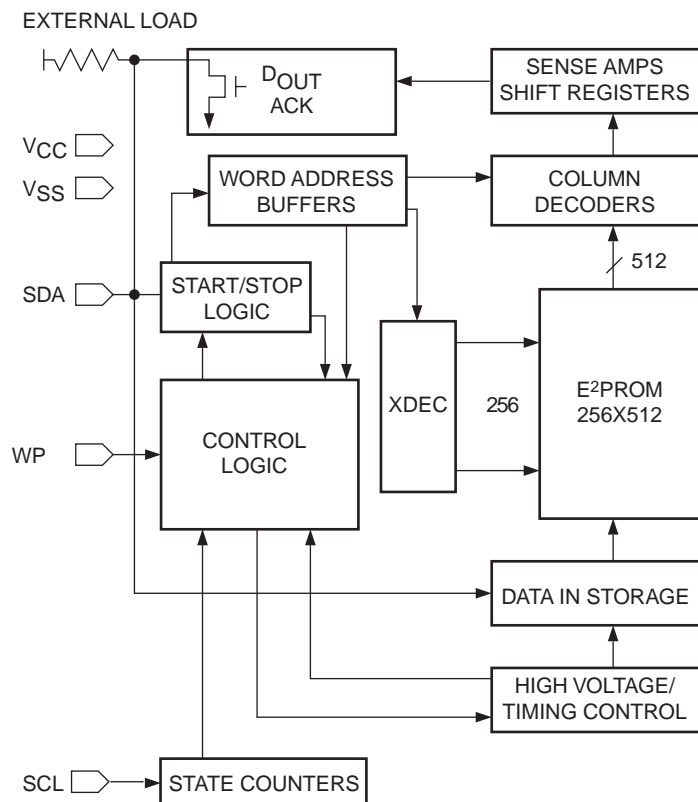 EXTERNAL LOAD
DOUT
ACK
SENSE AMPS
SHIFT REGISTERS
VCC
VSS
WORD ADDRESS
BUFFERS
COLUMN
DECODERS
512
SDA
START/STOP
LOGIC
XDEC
256
E²PROM
256X512
WP
CONTROL
LOGIC
DATA IN STORAGE
HIGH VOLTAGE/
TIMING CONTROL
SCL
STATE COUNTERS